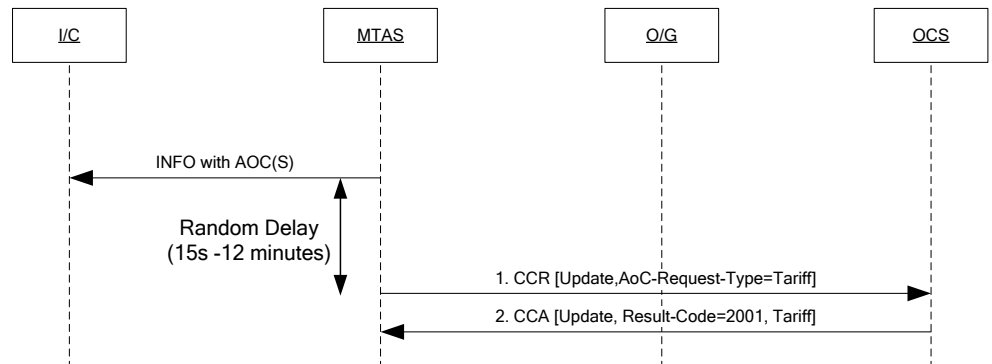 I/C
MTAS
O/G
OCS
INFO with AOC(S)
Random Delay
(15s -12 minutes)
1. CCR [Update,AoC-Request-Type=Tariff]
2. CCA [Update, Result-Code=2001, Tariff]